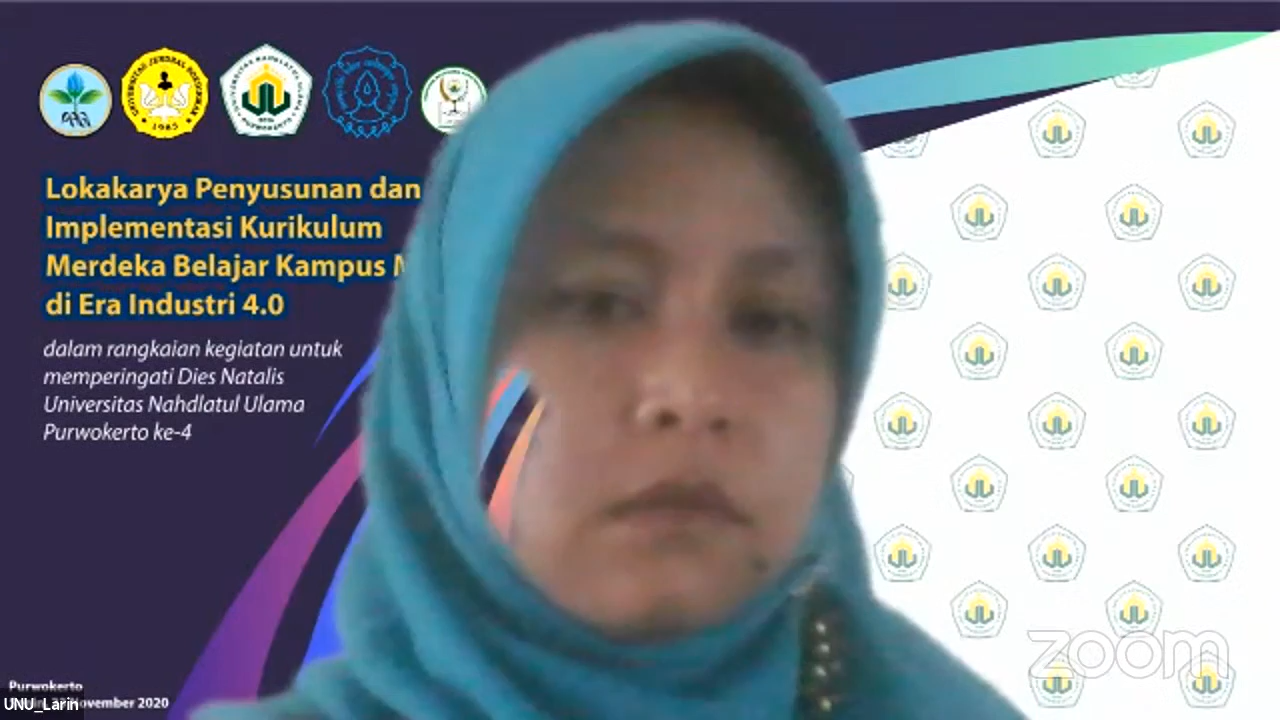 Lokakarya Penyusunan dan
Implementasi Kurikulum
Merdeka Belajar Kampus
di Era Industri 4.0
dalam rangkaian kegiatan untuk
memperingati Dies Natalis
Universitas Nahdlatul Ulama
Purwokerto ke-4
zoom
Purwokerto
November 2020
UNU_Larin